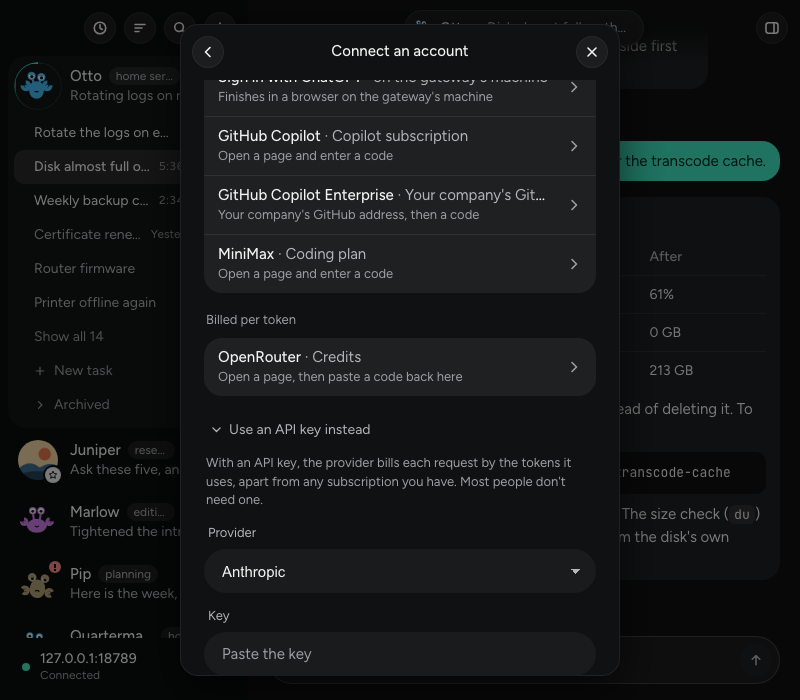 Connect an account
Finishes in a browser on the gateway's machine
GitHub Copilot · Copilot subscription
Open a page and enter a code
GitHub Copilot Enterprise · Your company's Git...
Your company's GitHub address, then a code
MiniMax · Coding plan
Open a page and enter a code
Billed per token
OpenRouter · Credits
Open a page, then paste a code back here
Use an API key instead
With an API key, the provider bills each request by the tokens it
uses, apart from any subscription you have. Most people don't
need one.
Provider
Anthropic
Key
Paste the key
Otto home ser...
Rotating logs on
Rotate the logs on e...
Disk almost full o... 5:36
Weekly backup c... 2:34
Certificate rene... Yeste
Router firmware
Printer offline again
Show all 14
+ New task
Archived
Juniper rese...
Ask these five, an
Marlow editi...
Tightened the intr
Pip planning
Here is the week,
Quarterma
127.0.0.1:18789
Connected
side first
the transcode cache.
After
61%
0 GB
213 GB
ead of deleting it. To
transcode-cache
The size check ( du )
m the disk's own